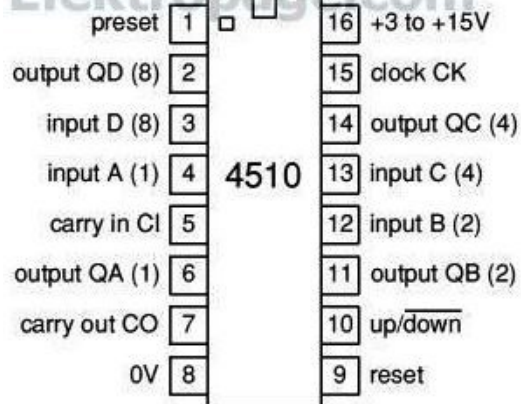 preset 1 16 +3 to +15V
output QD (8) 2 15 clock CK
input D (8) 3 14 output QC (4)
input A (1) 4 4510 13 input C (4)
carry in CI 5 12 input B (2)
output QA (1) 6 11 output QB (2)
carry out CO 7 10 up/down
0V 8 9 reset